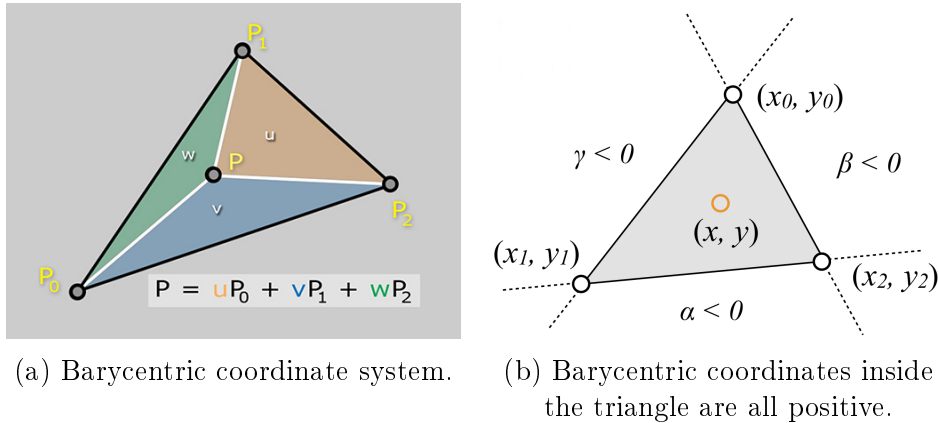 P₁
u
w
P
v
P₂
P₀
P = uP₀ + vP₁ + wP₂
(a) Barycentric coordinate system.
(x₀, y₀)
γ < 0
β < 0
(x, y)
(x₁, y₁)
(x₂, y₂)
α < 0
(b) Barycentric coordinates inside
the triangle are all positive.